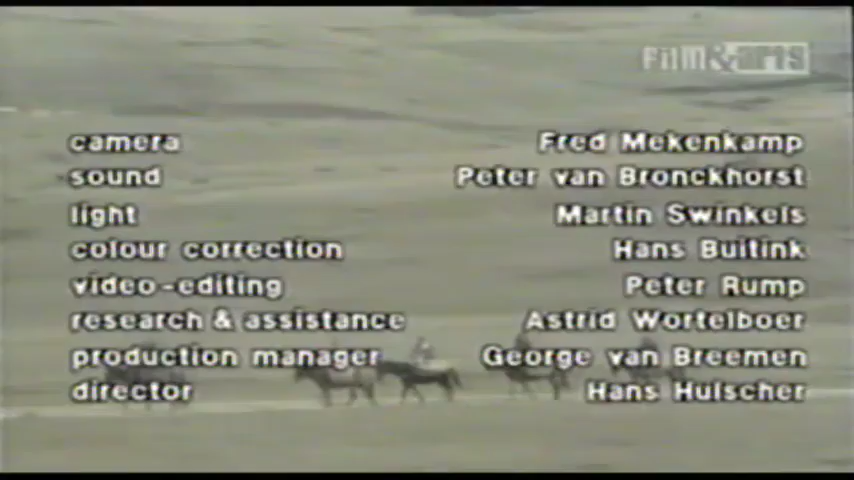 Film&arts
camera Fred Mekenkamp
sound Peter van Bronckhorst
light Martin Swinkels
colour correction Hans Buitink
video-editing Peter Rump
research & assistance Astrid Wortelboer
production manager George van Breemen
director Hans Hulscher